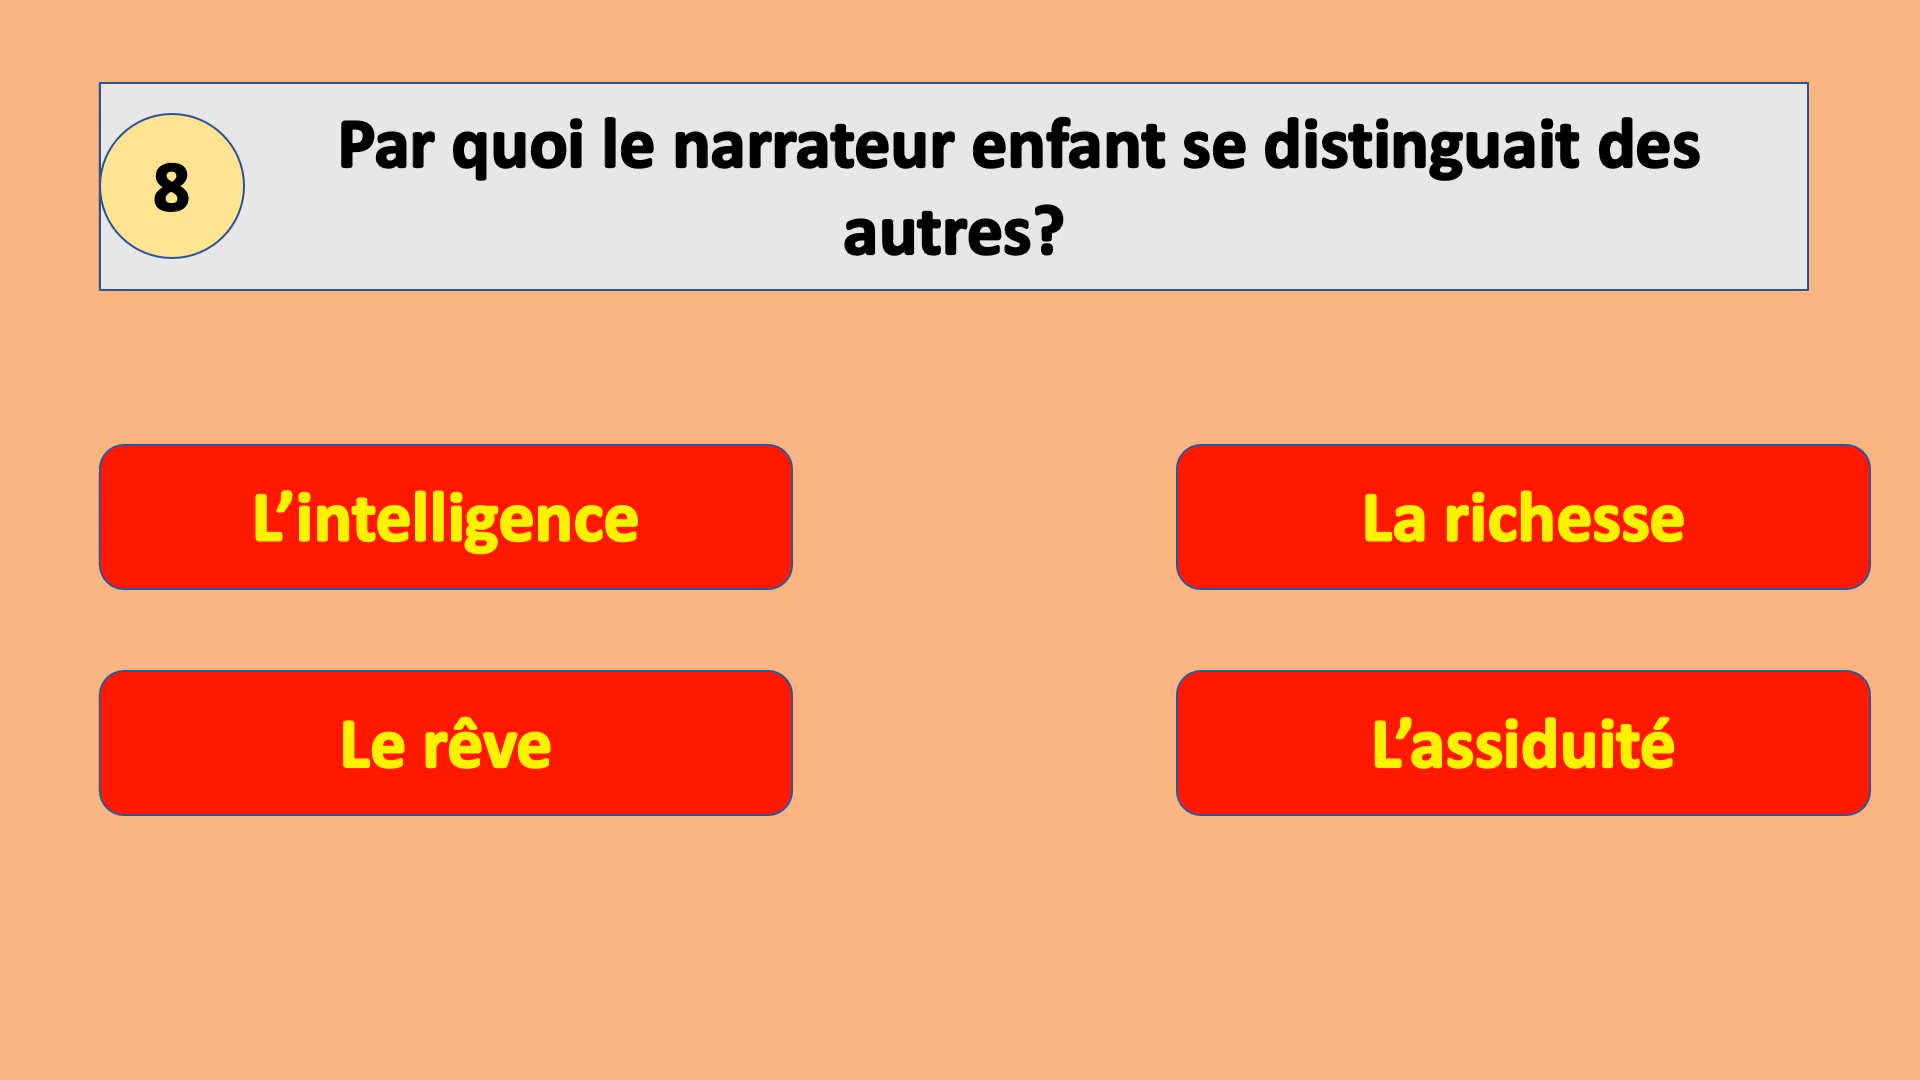 8
Par quoi le narrateur enfant se distinguait des
autres?
L’intelligence
La richesse
Le rêve
L’assiduité